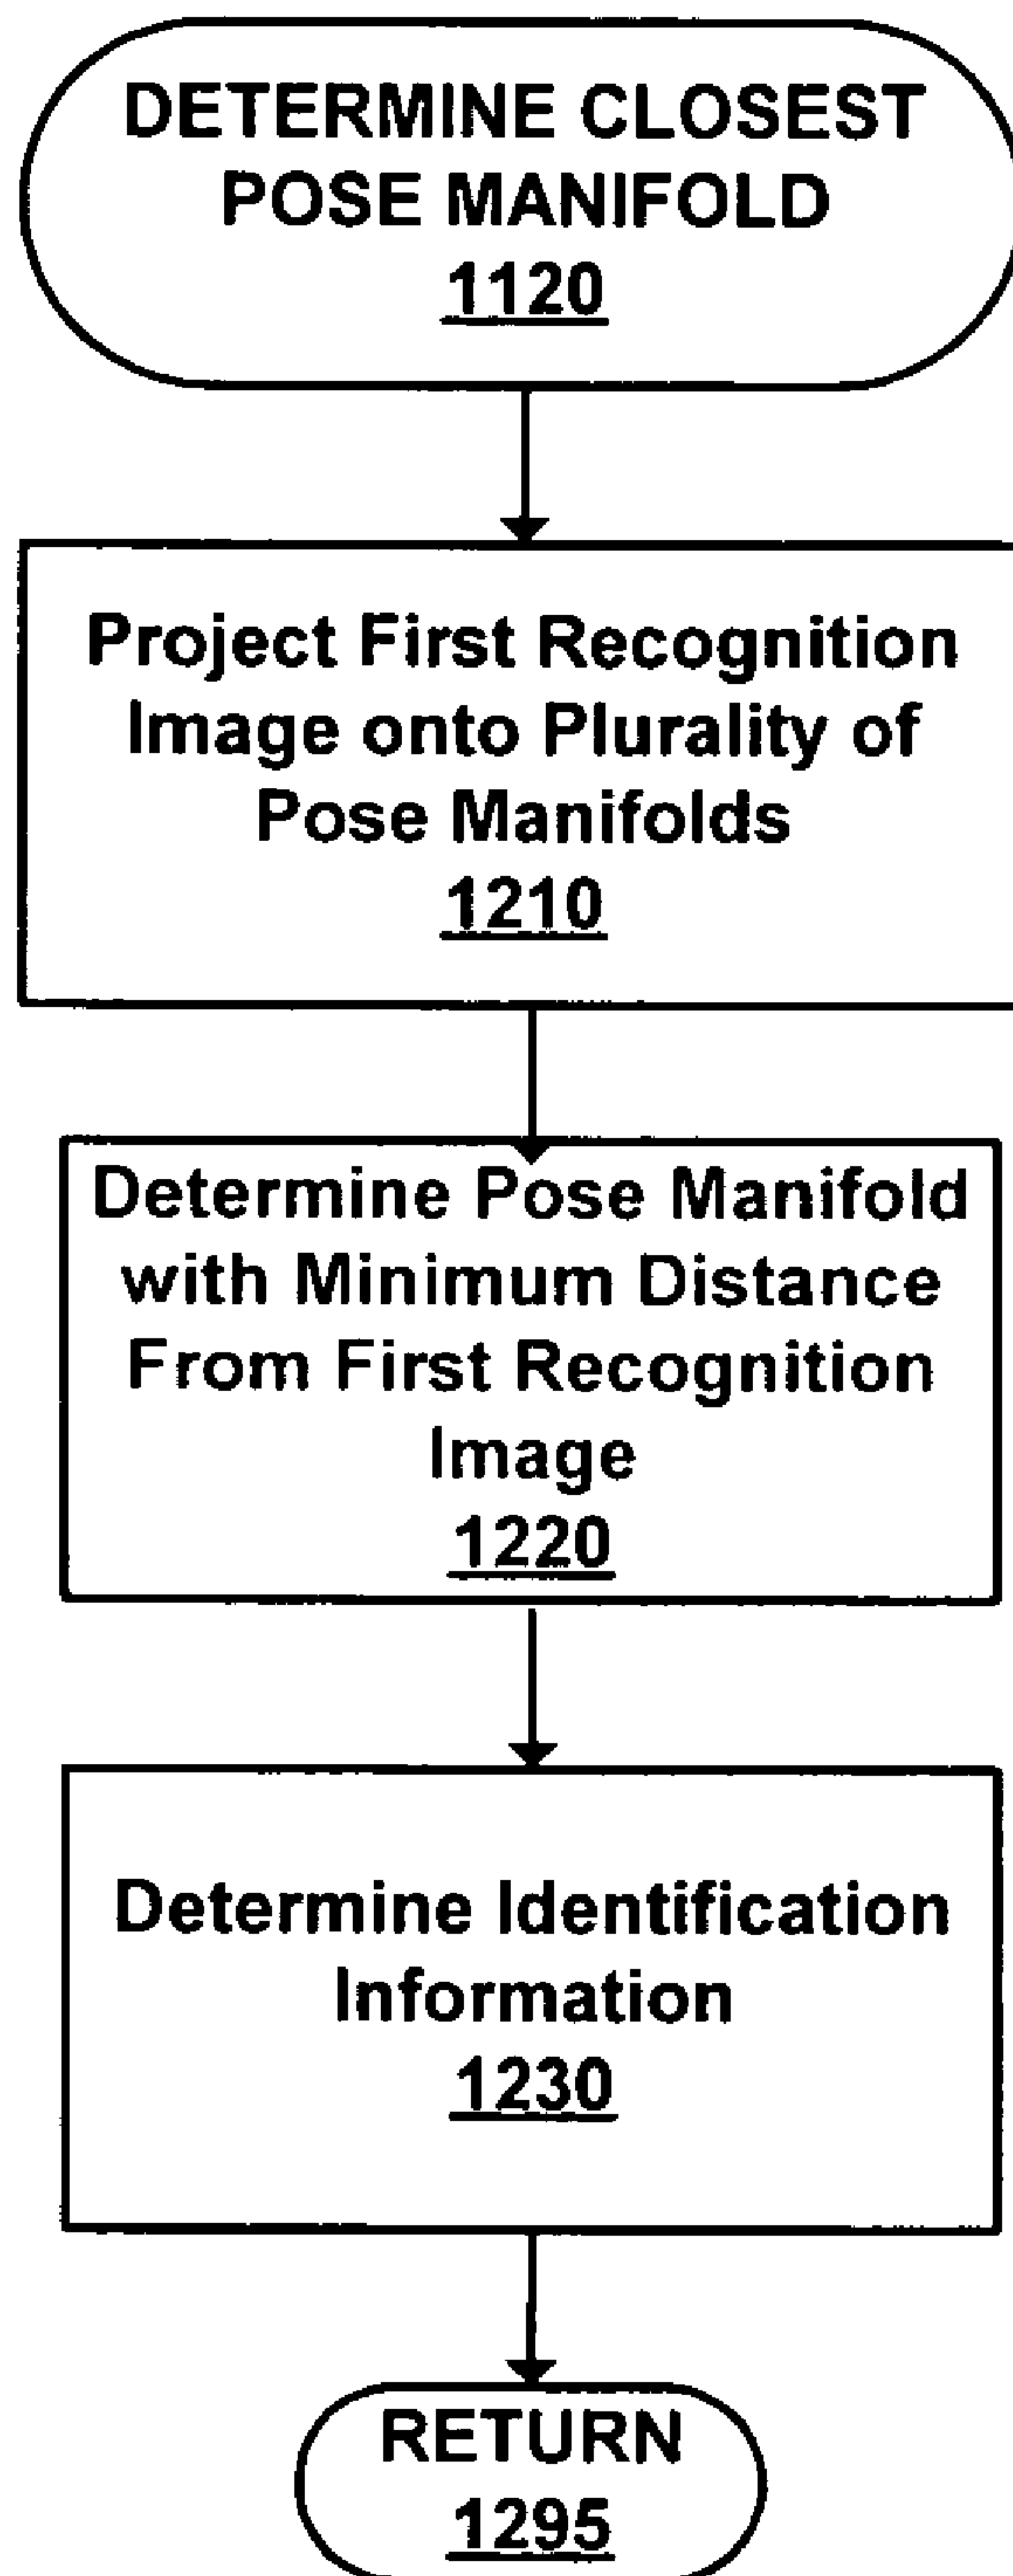 DETERMINE CLOSEST
POSE MANIFOLD
1120
Project First Recognition
Image onto Plurality of
Pose Manifolds
1210
Determine Pose Manifold
with Minimum Distance
From First Recognition
Image
1220
Determine Identification
Information
1230
RETURN
1295